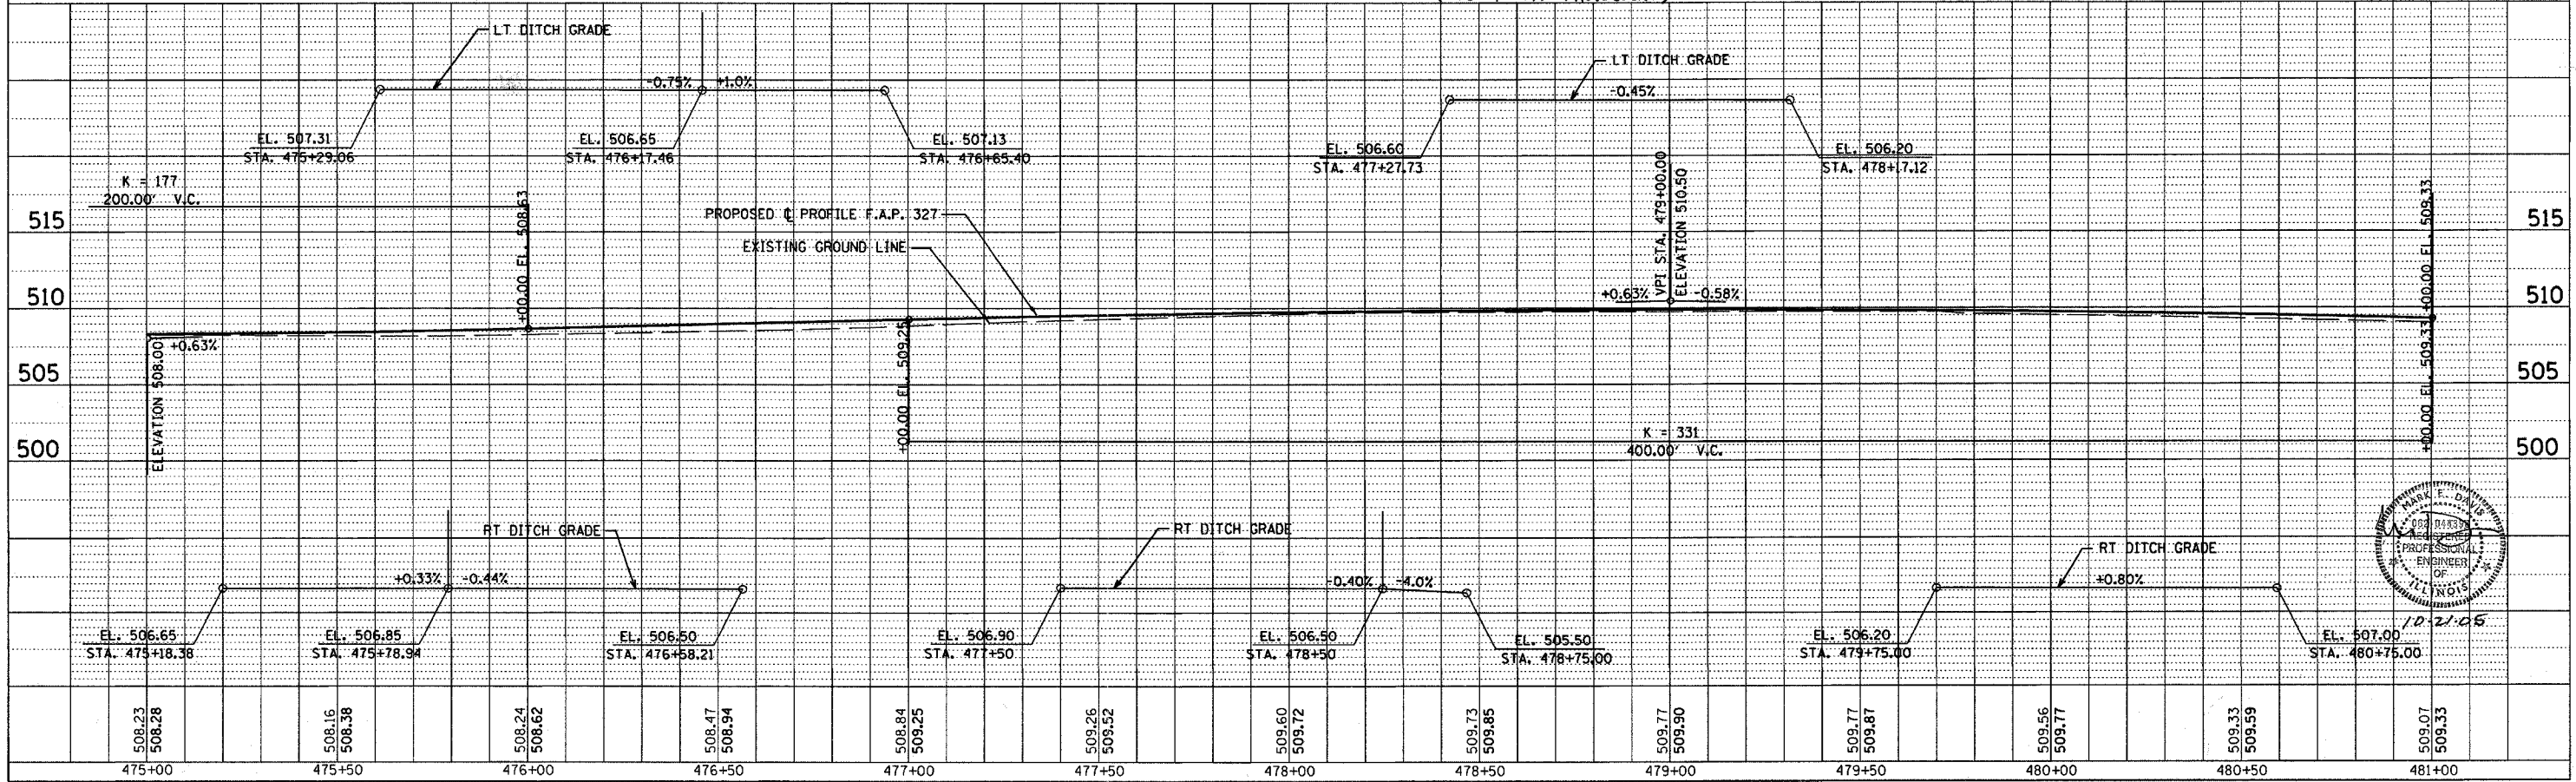 LT DITCH GRADE
-0.75% +1.0%
EL. 507.31
STA. 475+29.06
EL. 506.65
STA. 476+17.46
EL. 507.13
STA. 476+65.40
LT DITCH GRADE
-0.45%
EL. 506.60
STA. 477+27.73
EL. 506.20
STA. 478+17.12
K = 177
200.00' V.C.
+00.00 EL. 508.63
PROPOSED ℄ PROFILE F.A.P. 327
EXISTING GROUND LINE
VPI STA. 479+00.00
ELEVATION 510.50
+0.63% -0.58%
+00.00 EL. 509.33
515 515
510 510
505 505
500 500
+0.63%
ELEVATION 508.00
+00.00 EL. 509.25
K = 331
400.00' V.C.
+00.00 EL. 509.33
RT DITCH GRADE
+0.33% -0.44%
EL. 506.65
STA. 475+18.38
EL. 506.85
STA. 475+78.94
EL. 506.50
STA. 476+58.21
RT DITCH GRADE
-0.40% -4.0%
EL. 506.90
STA. 477+50
EL. 506.50
STA. 478+50
EL. 505.50
STA. 478+75.00
RT DITCH GRADE
+0.80%
EL. 506.20
STA. 479+75.00
EL. 507.00
STA. 480+75.00
MARK E. DAVIS
REGISTERED
PROFESSIONAL
ENGINEER
OF
ILLINOIS
10-21-05
508.23 508.16 508.24 508.47 508.84 509.26 509.60 509.73 509.77 509.77 509.56 509.33 509.07
508.28 508.38 508.62 508.94 509.25 509.52 509.72 509.85 509.90 509.87 509.77 509.59 509.33
475+00 475+50 476+00 476+50 477+00 477+50 478+00 478+50 479+00 479+50 480+00 480+50 481+00